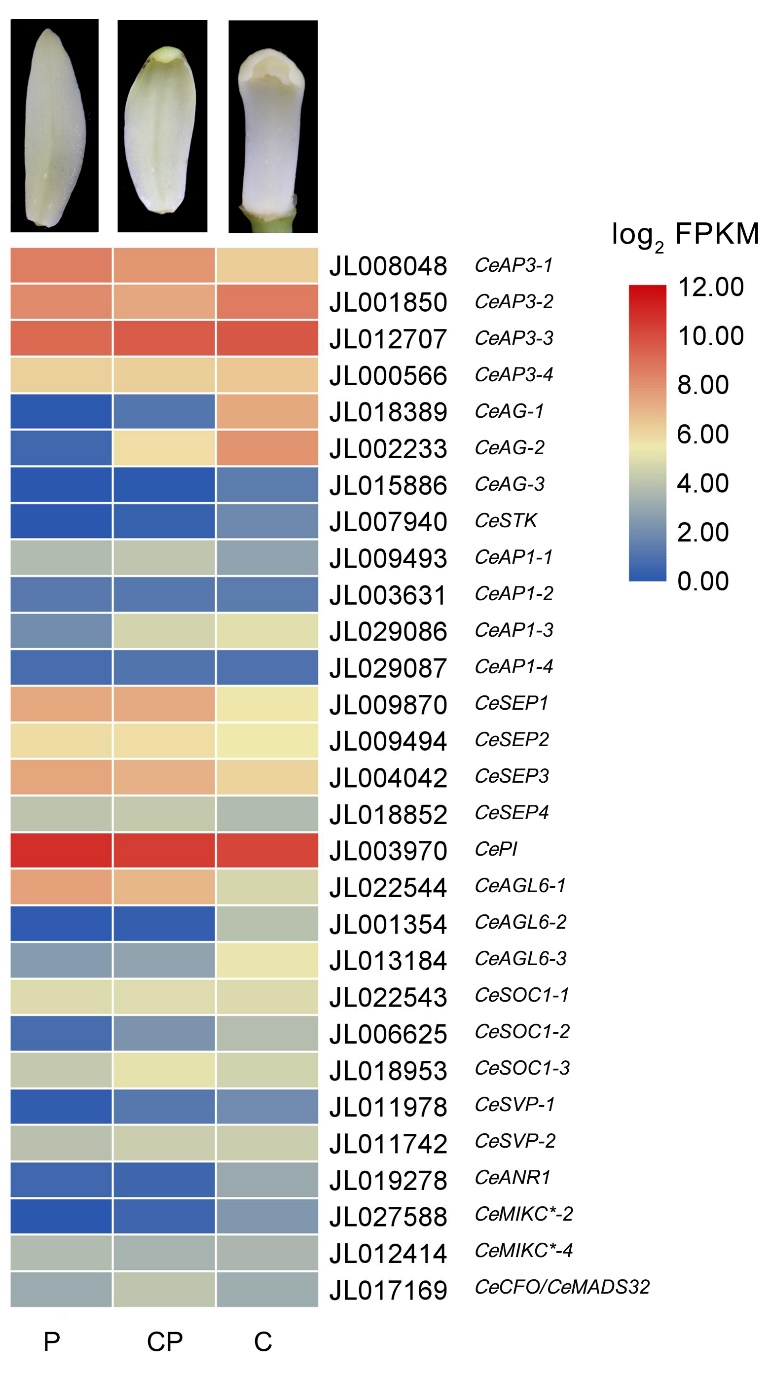 log2 FPKM
12.00
10.00
8.00
6.00
4.00
2.00
0.00
JL008048 CeAP3-1
JL001850 CeAP3-2
JL012707 CeAP3-3
JL000566 CeAP3-4
JL018389 CeAG-1
JL002233 CeAG-2
JL015886 CeAG-3
JL007940 CeSTK
JL009493 CeAP1-1
JL003631 CeAP1-2
JL029086 CeAP1-3
JL029087 CeAP1-4
JL009870 CeSEP1
JL009494 CeSEP2
JL004042 CeSEP3
JL018852 CeSEP4
JL003970 CePI
JL022544 CeAGL6-1
JL001354 CeAGL6-2
JL013184 CeAGL6-3
JL022543 CeSOC1-1
JL006625 CeSOC1-2
JL018953 CeSOC1-3
JL011978 CeSVP-1
JL011742 CeSVP-2
JL019278 CeANR1
JL027588 CeMIKC*-2
JL012414 CeMIKC*-4
JL017169 CeCFO/CeMADS32
P CP C